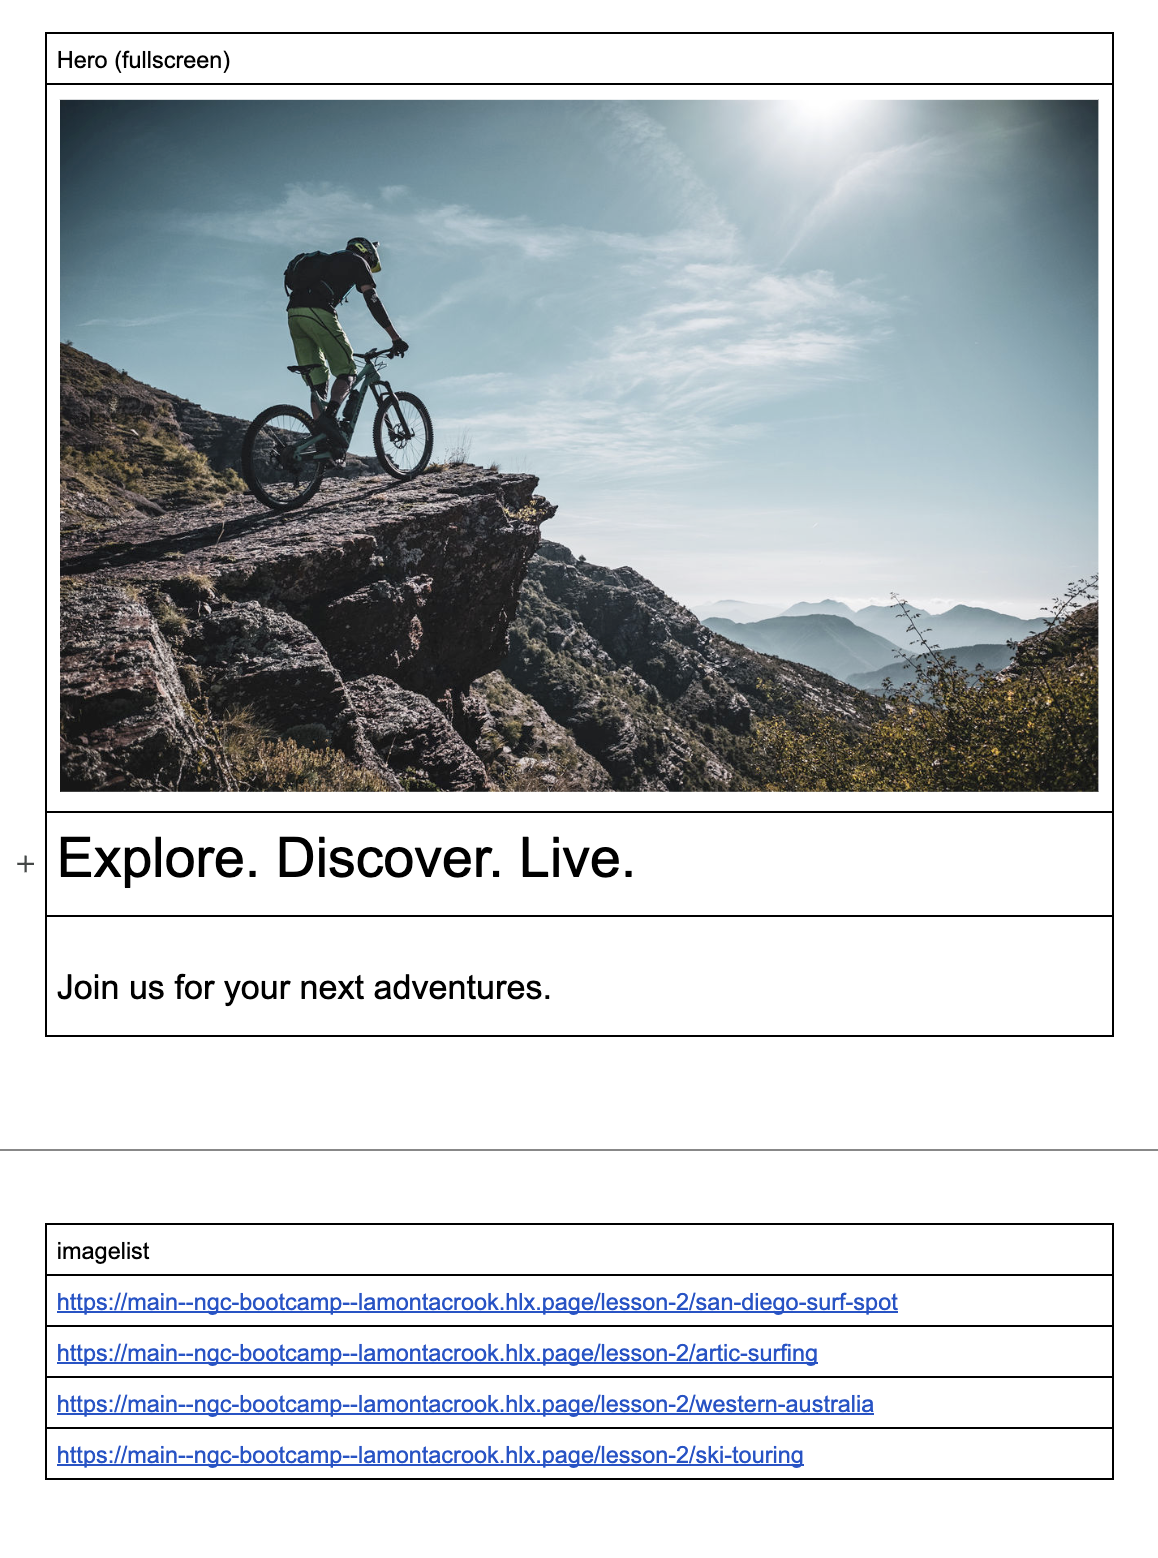 Hero (fullscreen)
Explore. Discover. Live.
Join us for your next adventures.
imagelist
https://main--ngc-bootcamp--lamontacrook.hlx.page/lesson-2/san-diego-surf-spot
https://main--ngc-bootcamp--lamontacrook.hlx.page/lesson-2/artic-surfing
https://main--ngc-bootcamp--lamontacrook.hlx.page/lesson-2/western-australia
https://main--ngc-bootcamp--lamontacrook.hlx.page/lesson-2/ski-touring